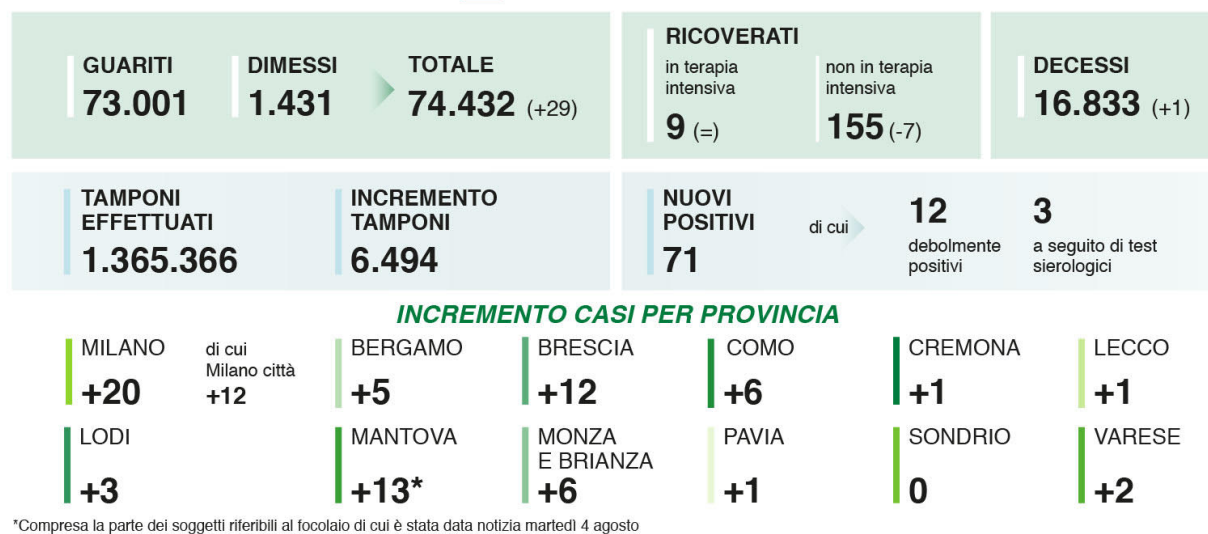 GUARITI
73.001
DIMESSI
1.431
TOTALE
74.432 (+29)
RICOVERATI
in terapia
intensiva
9 (=)
non in terapia
intensiva
155 (-7)
DECESSI
16.833 (+1)
TAMPONI
EFFETTUATI
1.365.366
INCREMENTO
TAMPONI
6.494
NUOVI
POSITIVI
71
di cui
12
debolmente
positivi
3
a seguito di test
sierologici
INCREMENTO CASI PER PROVINCIA
MILANO
+20
di cui
Milano città
+12
BERGAMO
+5
BRESCIA
+12
COMO
+6
CREMONA
+1
LECCO
+1
LODI
+3
MANTOVA
+13*
MONZA
E BRIANZA
+6
PAVIA
+1
SONDRIO
0
VARESE
+2
*Compresa la parte dei soggetti riferibili al focolaio di cui è stata data notizia martedì 4 agosto